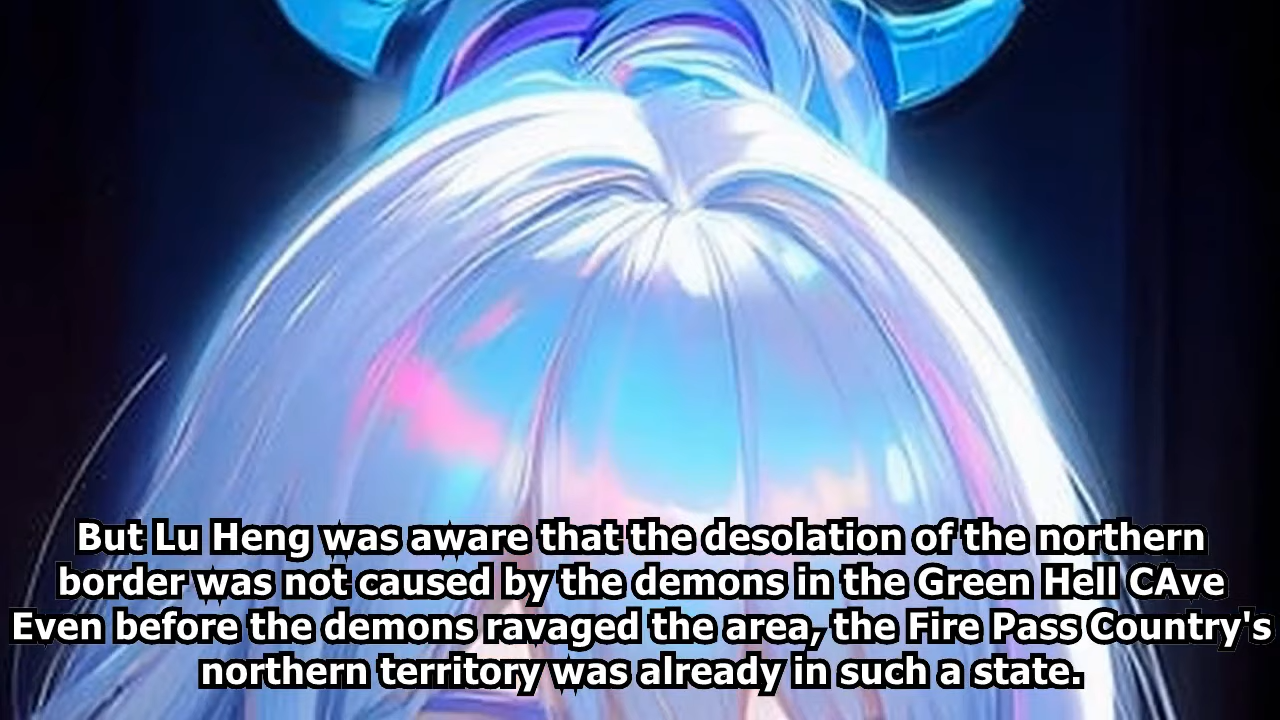 But Lu Heng was aware that the desolation of the northern
border was not caused by the demons in the Green Hell CAve
Even before the demons ravaged the area, the Fire Pass Country's
northern territory was already in such a state.